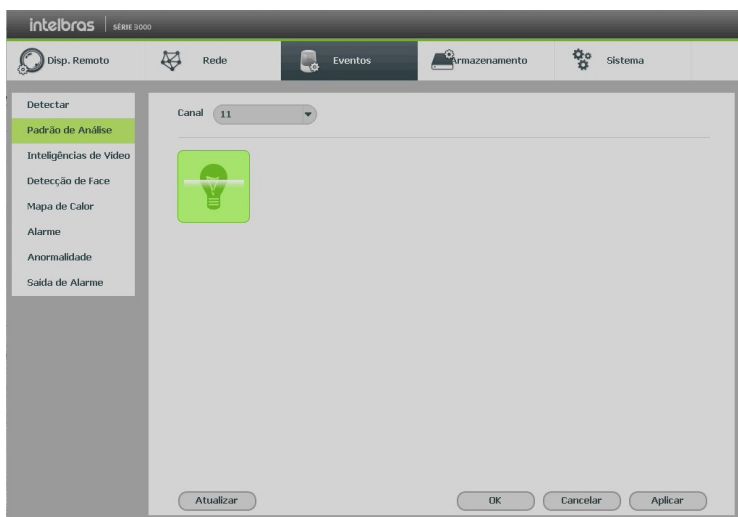 intelbras SÉRIE 3000
Disp. Remoto Rede Eventos Armazenamento Sistema
Detectar
Padrão de Análise
Inteligências de Vídeo
Detecção de Face
Mapa de Calor
Alarme
Anormalidade
Saída de Alarme
Canal 11
Atualizar OK Cancelar Aplicar